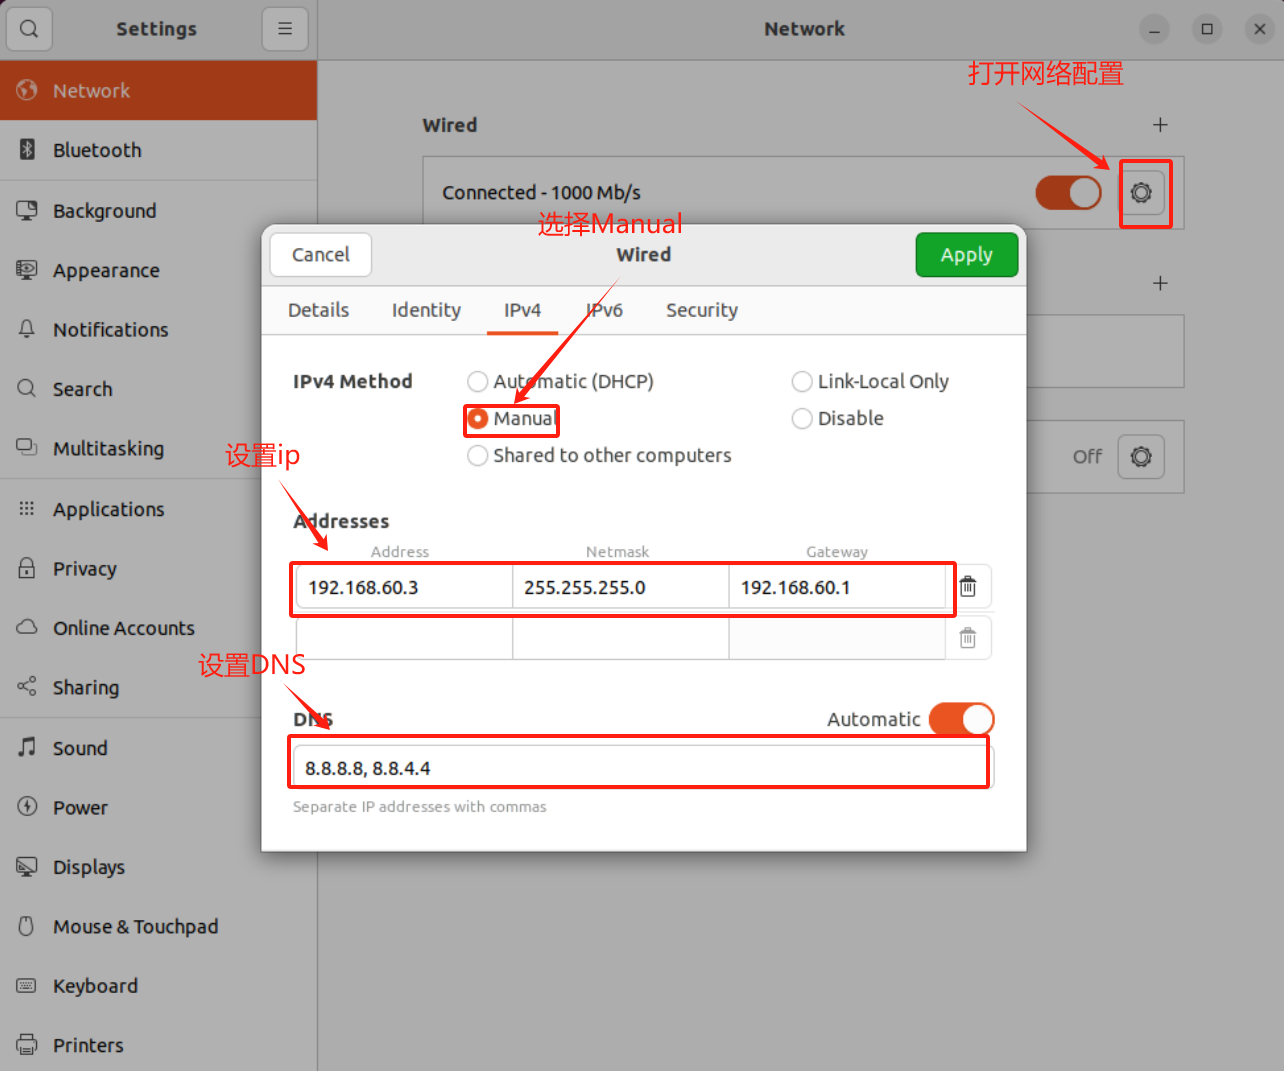 Settings
Network
打开网络配置
Network
Bluetooth
Background
Appearance
Notifications
Search
Multitasking
Applications
Privacy
Online Accounts
Sharing
Sound
Power
Displays
Mouse & Touchpad
Keyboard
Printers
Wired
Connected - 1000 Mb/s
Off
选择Manual
Cancel
Wired
Apply
Details
Identity
IPv4
IPv6
Security
IPv4 Method
Automatic (DHCP)
Link-Local Only
Manual
Disable
Shared to other computers
设置ip
Addresses
Address
Netmask
Gateway
192.168.60.3
255.255.255.0
192.168.60.1
设置DNS
DNS
Automatic
8.8.8.8, 8.8.4.4
Separate IP addresses with commas